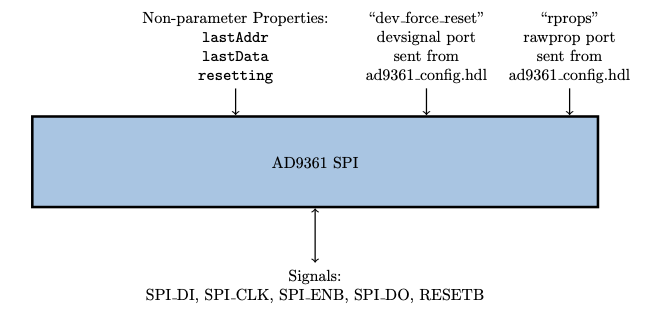 Non-parameter Properties:
lastAddr
lastData
resetting
“dev_force_reset”
devsignal port
sent from
ad9361_config.hdl
“rprops”
rawprop port
sent from
ad9361_config.hdl
AD9361 SPI
Signals:
SPI_DI, SPI_CLK, SPI_ENB, SPI_DO, RESETB